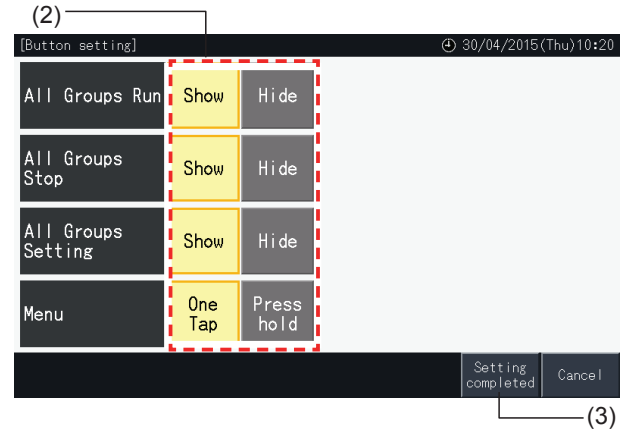 (2)
[Button setting] 30/04/2015(Thu)10:20
All Groups Run Show Hide
All Groups
Stop Show Hide
All Groups
Setting Show Hide
Menu One
Tap Press
hold
Setting
completed Cancel
(3)